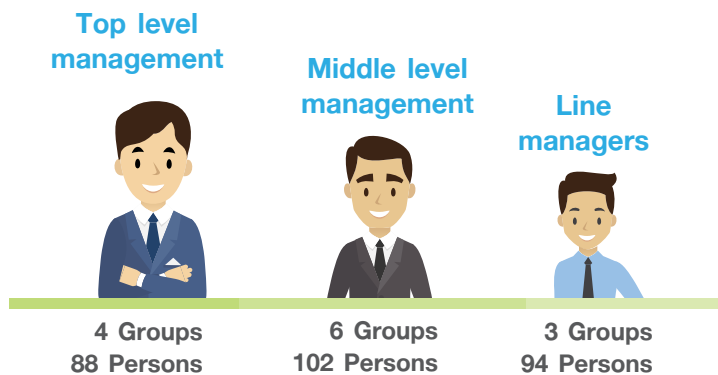 Top level
management
Middle level
management
Line
managers
4 Groups
88 Persons
6 Groups
102 Persons
3 Groups
94 Persons